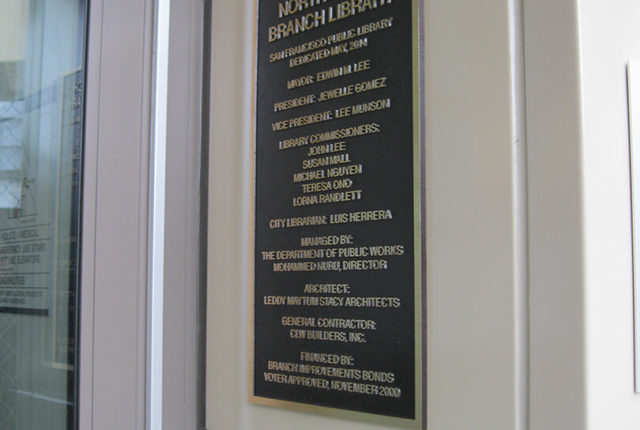 NORTH
BRANCH LIBRARY
SAN FRANCISCO PUBLIC LIBRARY
DEDICATED MAY, 2014
MAYOR: EDWIN M. LEE
PRESIDENT: JEWELLE GOMEZ
VICE PRESIDENT: LEE MUNSON
LIBRARY COMMISSIONERS:
JOHN LEE
SUSAN MALL
MICHAEL NGUYEN
TERESA ONO
LORNA RANDLETT
CITY LIBRARIAN: LUIS HERRERA
MANAGED BY:
THE DEPARTMENT OF PUBLIC WORKS
MOHAMMED NURU, DIRECTOR
ARCHITECT:
LEDDY MAYTUM STACY ARCHITECTS
GENERAL CONTRACTOR:
CLW BUILDERS, INC.
FINANCED BY:
BRANCH IMPROVEMENTS BONDS
VOTER APPROVED, NOVEMBER 2000